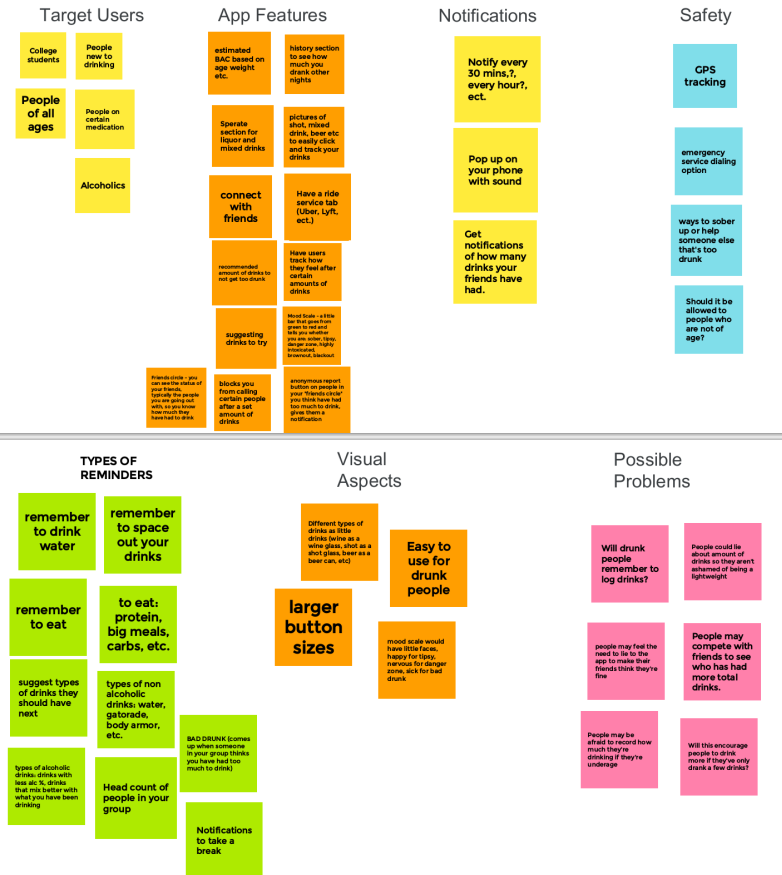 Target Users
College
students
People
new to
drinking
People
of all
ages
People on
certain
medication
Alcoholics
App Features
estimated
BAC based on
age weight
etc.
history section
to see how
much you
drank other
nights
Sperate
section for
liquor and
mixed drinks
pictures of
shot, mixed
drink, beer etc
to easily click
and track your
drinks
connect
with
friends
Have a ride
service tab
(Uber, Lyft,
ect.)
recommended
amount of drinks to
not get too drunk
Have users
track how
they feel after
certain
amounts of
drinks
suggesting
drinks to try
Mood Scale - a little
bar that goes from
green to red and
tells you whether
you are sober, tipsy,
danger zone, highly
intoxicated,
brownout, blackout
Friends circle - you
can see the status of
your friends,
typically the people
you are going out
with, so you know
how much they
have had to drink
blocks you
from calling
certain people
after a set
amount of
drinks
anonymous report
button on people in
your "friends circle"
you think have had
too much to drink,
gives them a
notification
Notifications
Notify every
30 mins,?,
every hour?,
ect.
Pop up on
your phone
with sound
Get
notifications
of how many
drinks your
friends have
had.
Safety
GPS
tracking
emergency
service dialing
option
ways to sober
up or help
someone else
that's too
drunk
Should it be
allowed to
people who
are not of
age?
TYPES OF
REMINDERS
remember
to drink
water
remember
to space
out your
drinks
remember
to eat
to eat:
protein,
big meals,
carbs, etc.
suggest types
of drinks they
should have
next
types of non
alcoholic
drinks: water,
gatorade,
body armor,
etc.
BAD DRUNK (comes
up when someone
in your group thinks
you have had too
much to drink)
types of alcoholic
drinks: drinks with
less alc %, drinks
that mix better with
what you have been
drinking
Head count of
people in your
group
Notifications
to take a
break
Visual
Aspects
Different types of
drinks as little
drinks (wine as a
wine glass, shot as a
shot glass, beer as a
beer can, etc)
Easy to
use for
drunk
people
larger
button
sizes
mood scale would
have little faces,
happy for tipsy,
nervous for danger
zone, sick for bad
drunk
Possible
Problems
Will drunk
people
remember to
log drinks?
People could lie
about amount of
drinks so they aren't
ashamed of being a
lightweight
people may feel the
need to lie to the
app to make their
friends think they're
fine
People may
compete with
friends to see
who has had
more total
drinks.
People may be
afraid to record how
much they're
drinking if they're
underage
Will this encourage
people to drink
more if they've only
drank a few drinks?